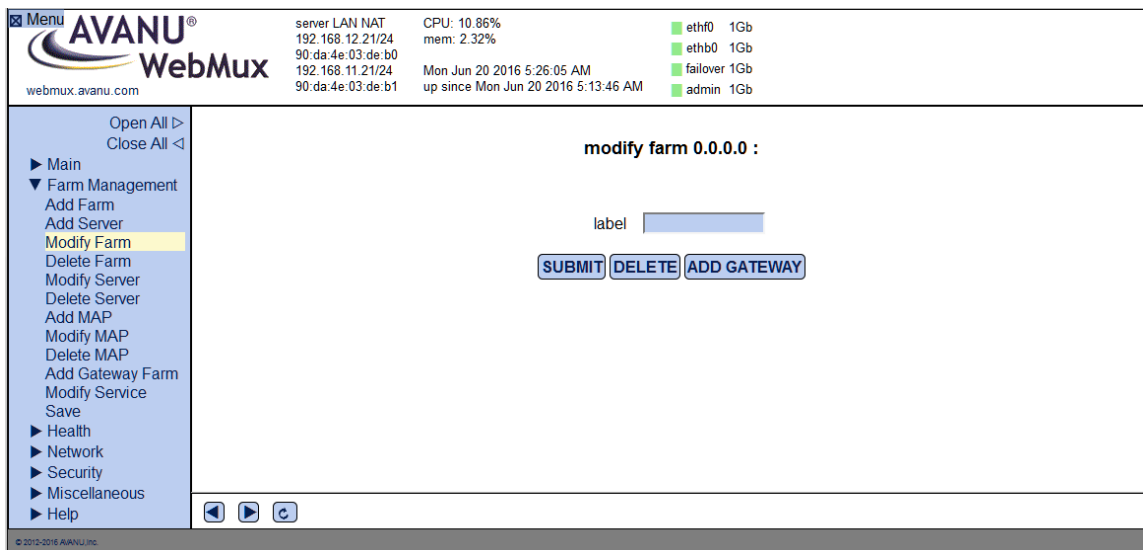 Menu
AVANU®
WebMux
webmux.avanu.com
server LAN NAT
192.168.12.21/24
90:da:4e:03:de:b0
192.168.11.21/24
90:da:4e:03:de:b1
CPU: 10.86%
mem: 2.32%
Mon Jun 20 2016 5:26:05 AM
up since Mon Jun 20 2016 5:13:46 AM
ethf0 1Gb
ethb0 1Gb
failover 1Gb
admin 1Gb
Open All ▷
Close All ◁
▶ Main
▼ Farm Management
Add Farm
Add Server
Modify Farm
Delete Farm
Modify Server
Delete Server
Add MAP
Modify MAP
Delete MAP
Add Gateway Farm
Modify Service
Save
▶ Health
▶ Network
▶ Security
▶ Miscellaneous
▶ Help
modify farm 0.0.0.0 :
label
SUBMIT DELETE ADD GATEWAY
© 2012-2016 AVANU, Inc.